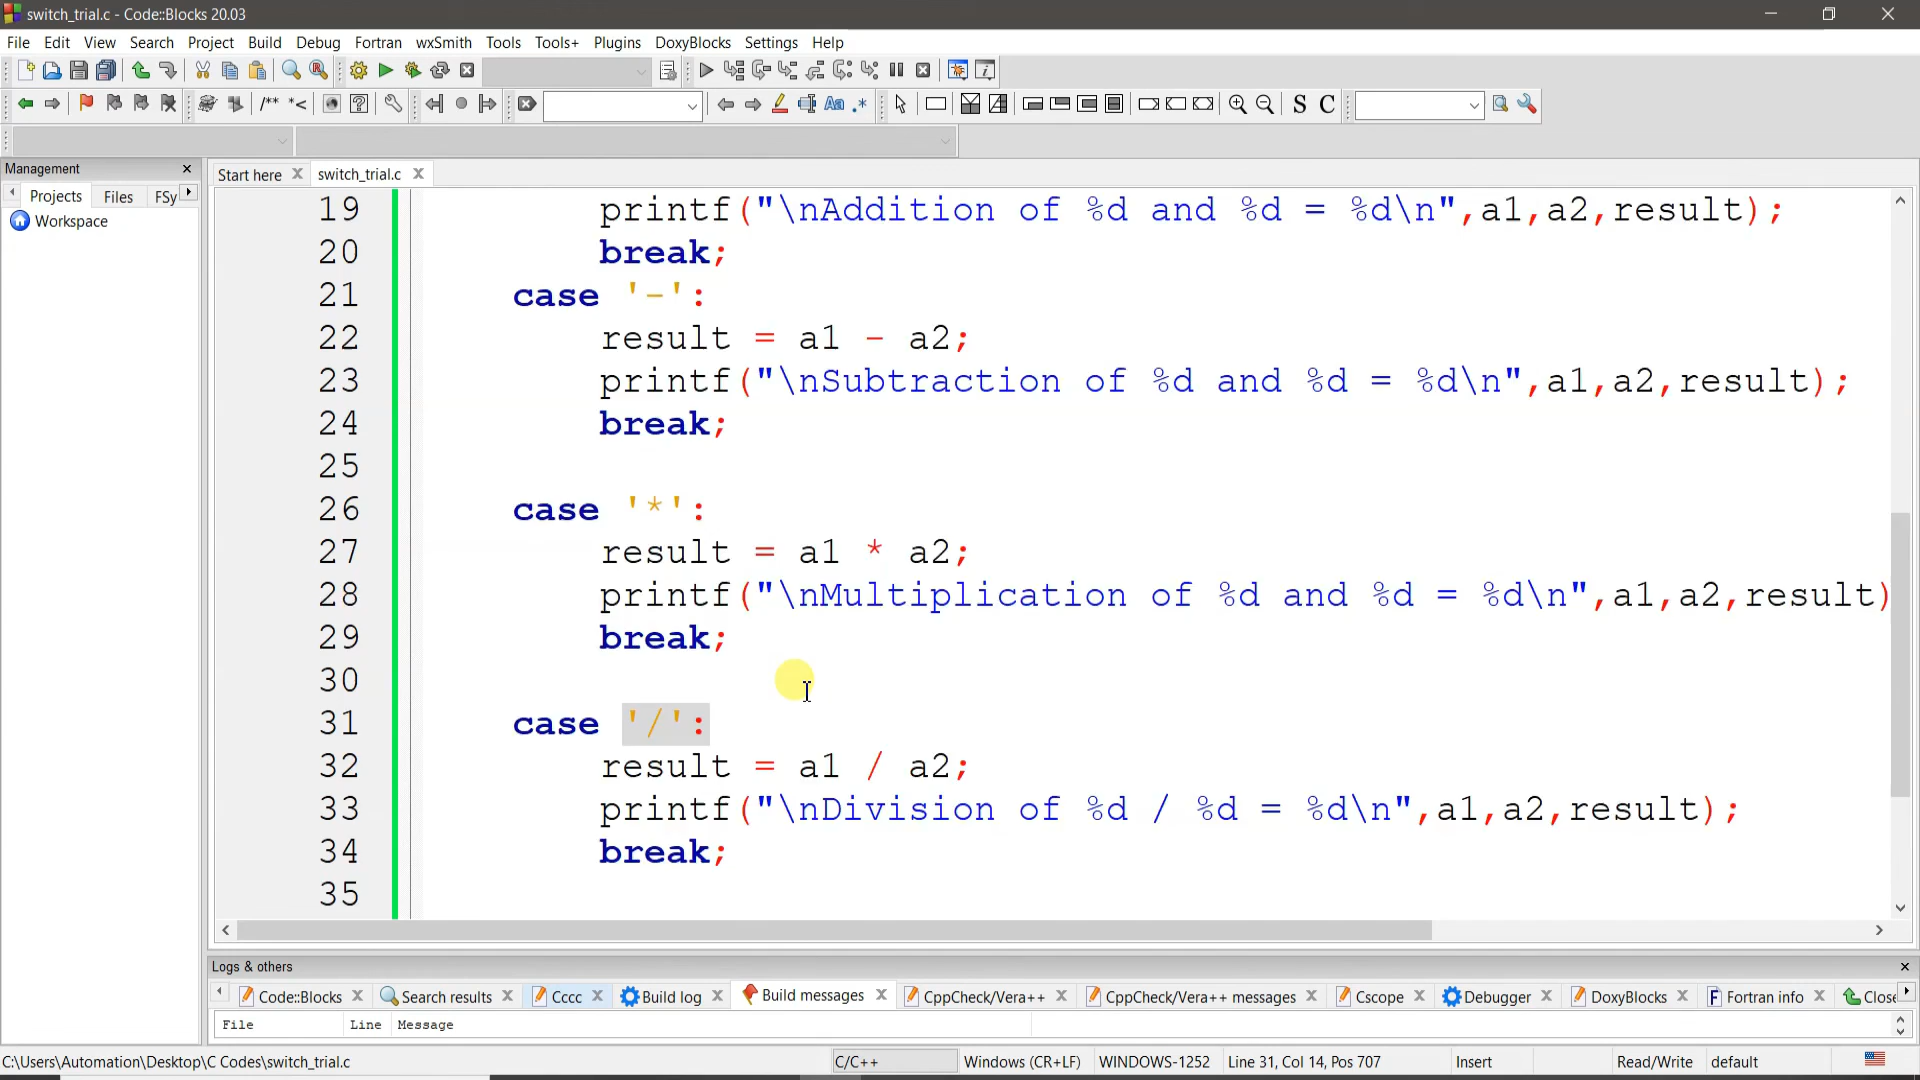 switch_trial.c - Code::Blocks 20.03
File Edit View Search Project Build Debug Fortran wxSmith Tools Tools+ Plugins DoxyBlocks Settings Help
/** *< Aa .* S C
Management
Start here switch_trial.c
Projects Files FSy
Workspace
19 printf("\nAddition of %d and %d = %d\n",a1,a2,result);
20 break;
21 case '-':
22 result = a1 - a2;
23 printf("\nSubtraction of %d and %d = %d\n",a1,a2,result);
24 break;
25
26 case '*':
27 result = a1 * a2;
28 printf("\nMultiplication of %d and %d = %d\n",a1,a2,result)
29 break;
30
31 case '/':
32 result = a1 / a2;
33 printf("\nDivision of %d / %d = %d\n",a1,a2,result);
34 break;
35
Logs & others
Code::Blocks Search results Cccc Build log Build messages CppCheck/Vera++ CppCheck/Vera++ messages Cscope Debugger DoxyBlocks Fortran info Close
File Line Message
C:\Users\Automation\Desktop\C Codes\switch_trial.c C/C++ Windows (CR+LF) WINDOWS-1252 Line 31, Col 14, Pos 707 Insert Read/Write default